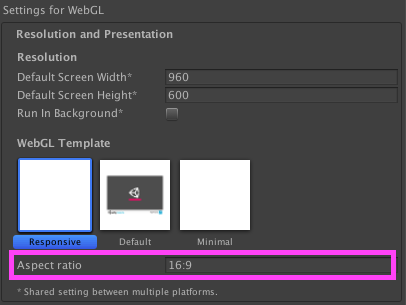 Settings for WebGL
Resolution and Presentation
Resolution
Default Screen Width* 960
Default Screen Height* 600
Run In Background*
WebGL Template
Responsive Default Minimal
Aspect ratio 16:9
* Shared setting between multiple platforms.